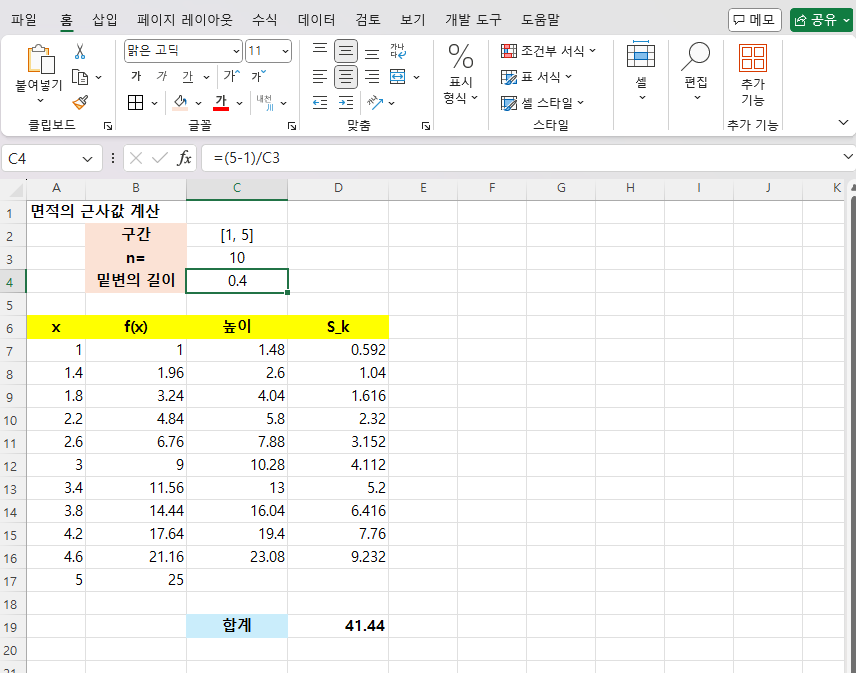 파일 홈 삽입 페이지 레이아웃 수식 데이터 검토 보기 개발 도구 도움말 메모 공유
붙여넣기
맑은 고딕 11
가 가 가 가 가
가 내천
가나다
% 표시 형식
조건부 서식
표 서식
셀 스타일
셀
편집
추가 기능
클립보드 글꼴 맞춤 스타일 추가 기능
C4 fx =(5-1)/C3
A B C D E F G H I J K
1 면적의 근사값 계산
2 구간 [1, 5]
3 n= 10
4 밑변의 길이 0.4
5
6 x f(x) 높이 S_k
7 1 1 1.48 0.592
8 1.4 1.96 2.6 1.04
9 1.8 3.24 4.04 1.616
10 2.2 4.84 5.8 2.32
11 2.6 6.76 7.88 3.152
12 3 9 10.28 4.112
13 3.4 11.56 13 5.2
14 3.8 14.44 16.04 6.416
15 4.2 17.64 19.4 7.76
16 4.6 21.16 23.08 9.232
17 5 25
18
19 합계 41.44
20
21